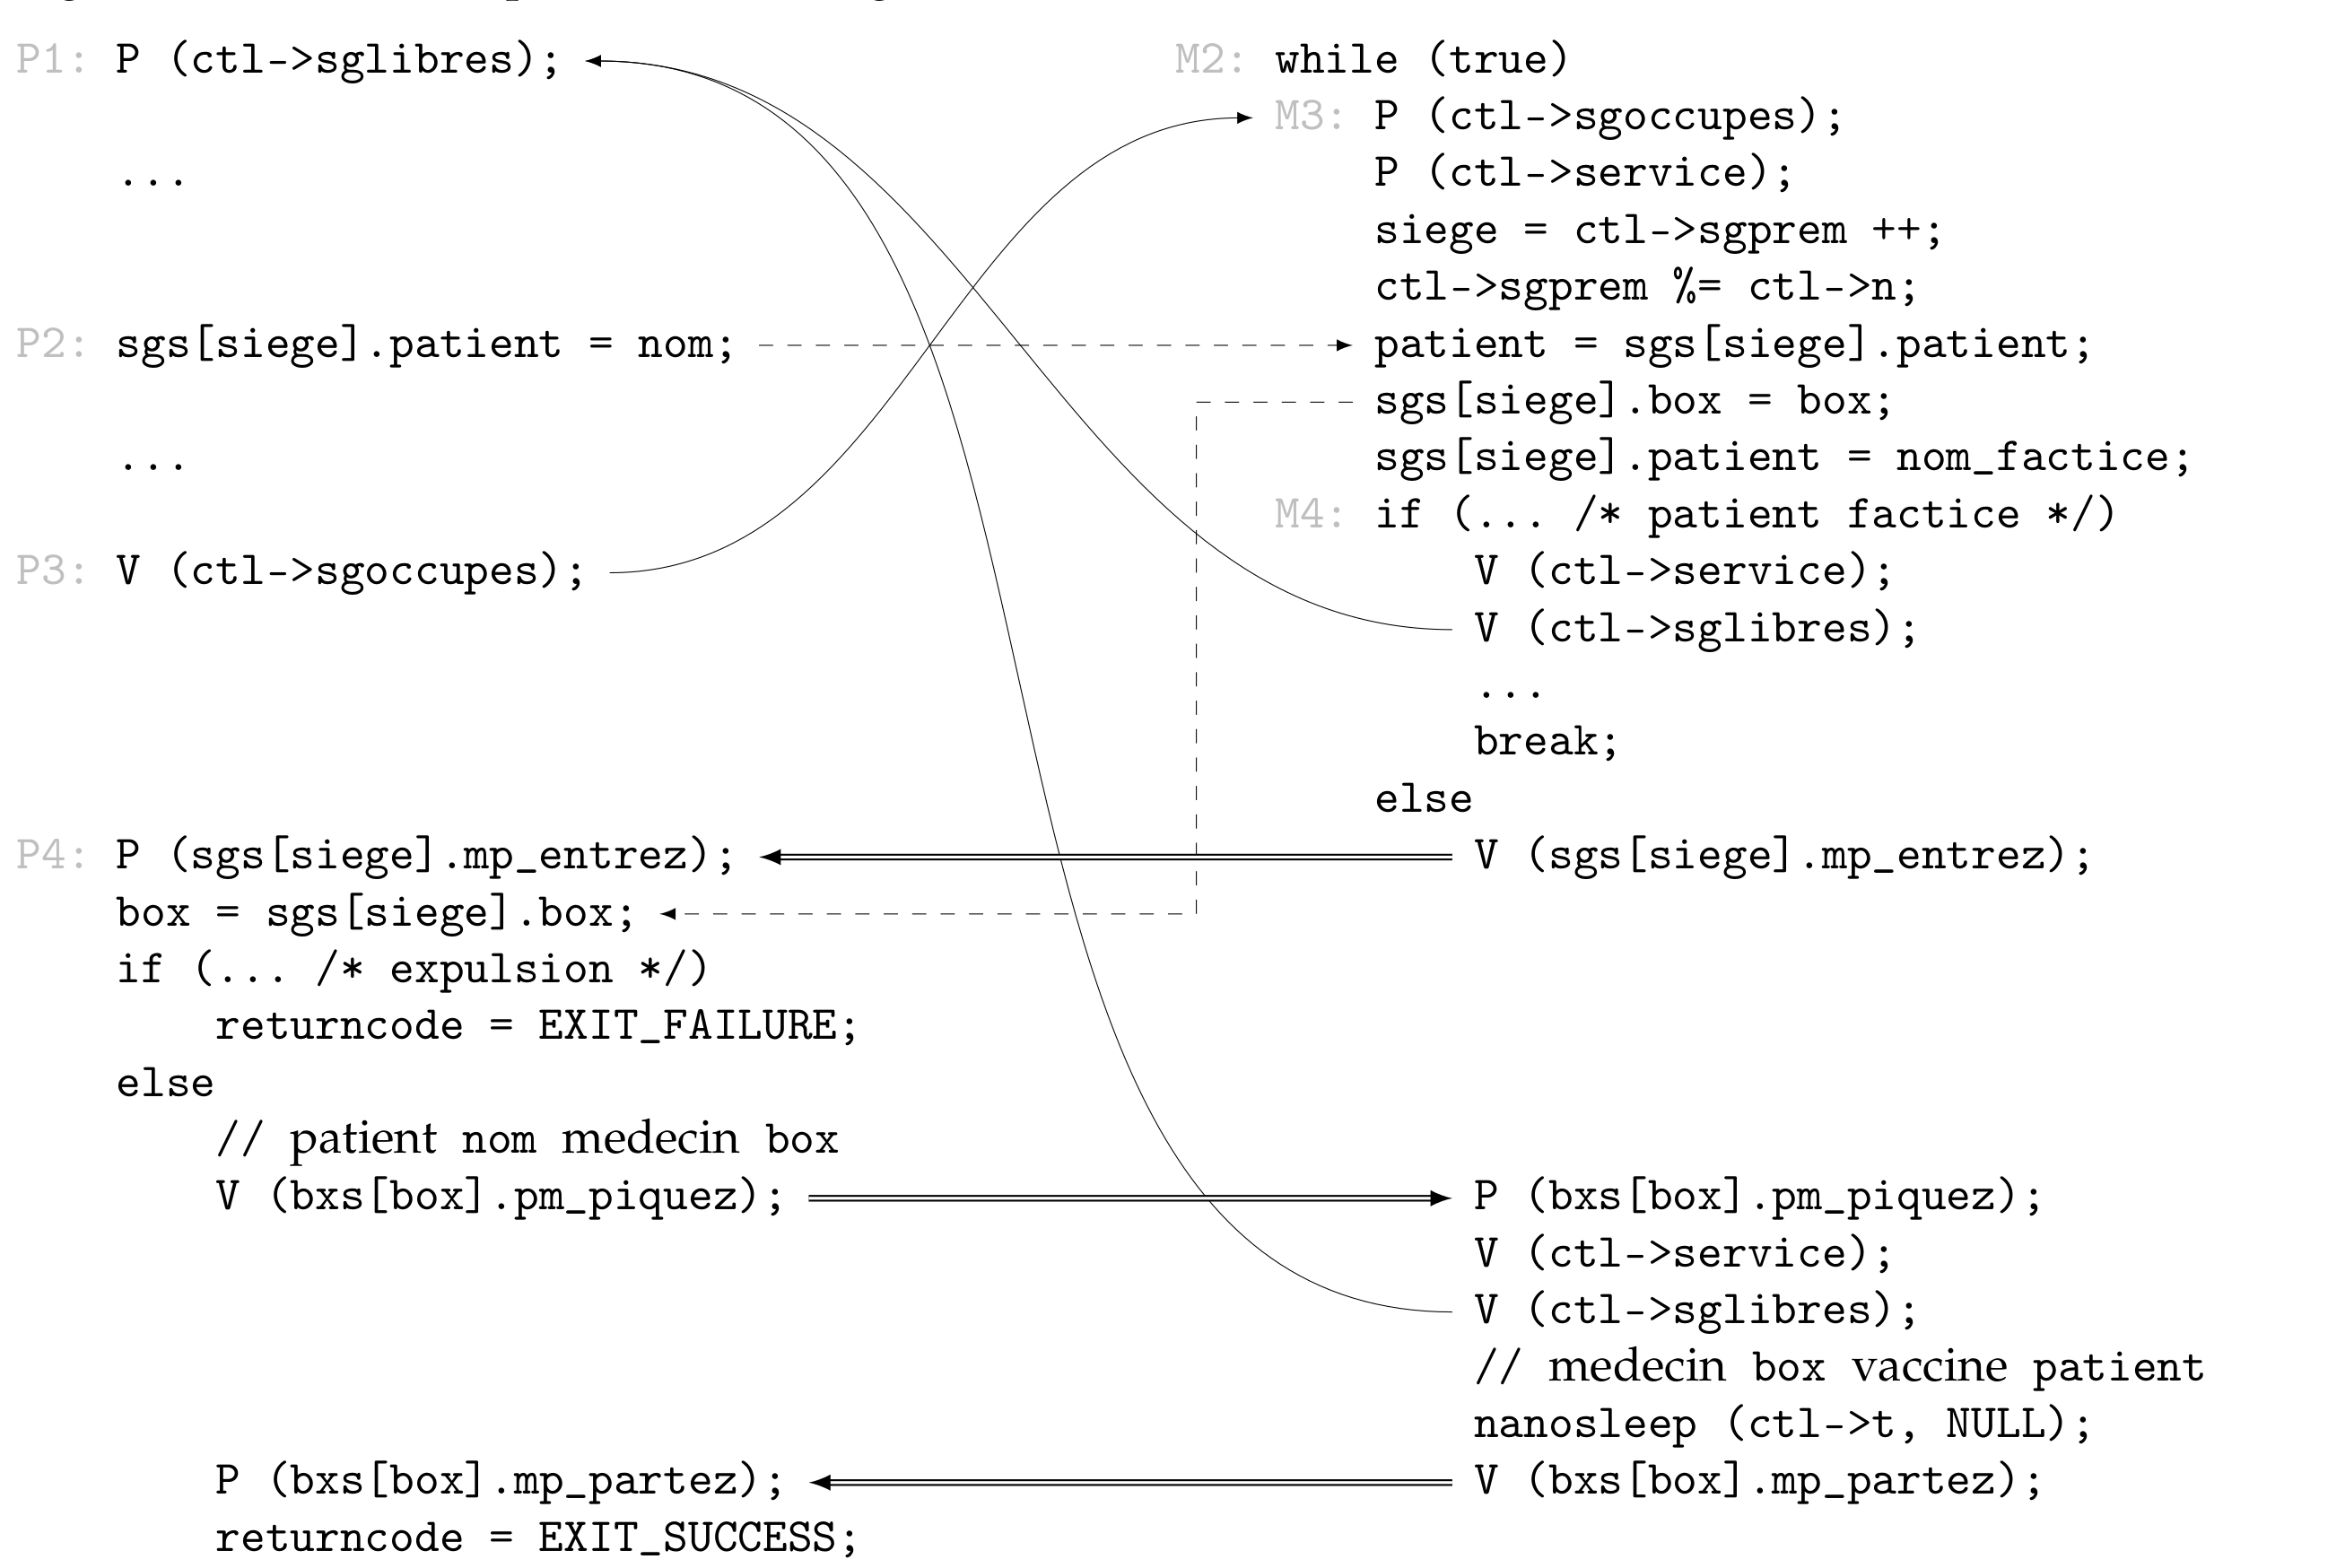 P1: P (ctl->sglibres);
...
P2: sgs[siege].patient = nom;
...
P3: V (ctl->sgoccupes);
P4: P (sgs[siege].mp_entrez);
box = sgs[siege].box;
if (... /* expulsion */)
returncode = EXIT_FAILURE;
else
// patient nom medecin box
V (bxs[box].pm_piquez);
P (bxs[box].mp_partez);
returncode = EXIT_SUCCESS;
M2: while (true)
M3: P (ctl->sgoccupes);
P (ctl->service);
siege = ctl->sgprem ++;
ctl->sgprem %= ctl->n;
patient = sgs[siege].patient;
sgs[siege].box = box;
sgs[siege].patient = nom_factice;
M4: if (... /* patient factice */)
V (ctl->service);
V (ctl->sglibres);
...
break;
else
V (sgs[siege].mp_entrez);
P (bxs[box].pm_piquez);
V (ctl->service);
V (ctl->sglibres);
// medecin box vaccine patient
nanosleep (ctl->t, NULL);
V (bxs[box].mp_partez);